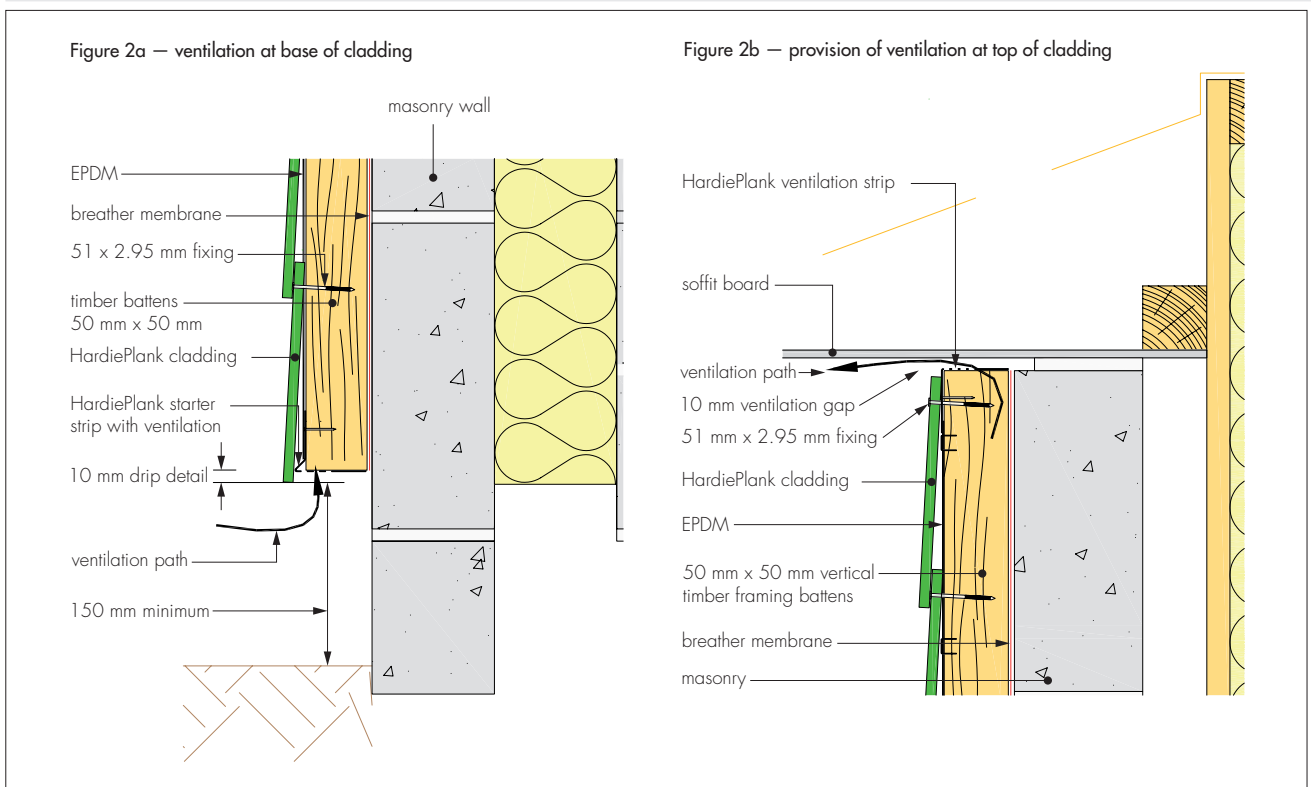 Figure 2a — ventilation at base of cladding
masonry wall
EPDM
breather membrane
51 x 2.95 mm fixing
timber battens
50 mm x 50 mm
HardiePlank cladding
HardiePlank starter
strip with ventilation
10 mm drip detail
ventilation path
150 mm minimum
Figure 2b — provision of ventilation at top of cladding
HardiePlank ventilation strip
soffit board
ventilation path
10 mm ventilation gap
51 mm x 2.95 mm fixing
HardiePlank cladding
EPDM
50 mm x 50 mm vertical
timber framing battens
breather membrane
masonry